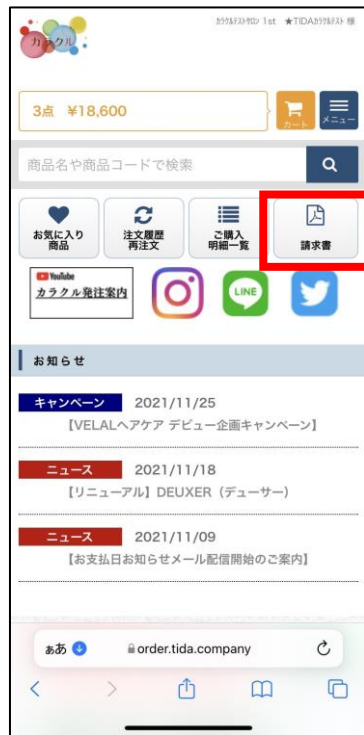 カラクル
カラクルテストサロン 1st ★TIDAカラクルテスト 様
3点 ¥18,600
カート
メニュー
商品名や商品コードで検索
お気に入り
商品
注文履歴
再注文
ご購入
明細一覧
請求書
YouTube
カラクル発注案内
LINE
お知らせ
キャンペーン 2021/11/25
【VELALヘアケア デビュー企画キャンペーン】
ニュース 2021/11/18
【リニューアル】DEUXER（デューサー）
ニュース 2021/11/09
【お支払日お知らせメール配信開始のご案内】
ぁあ order.tida.company